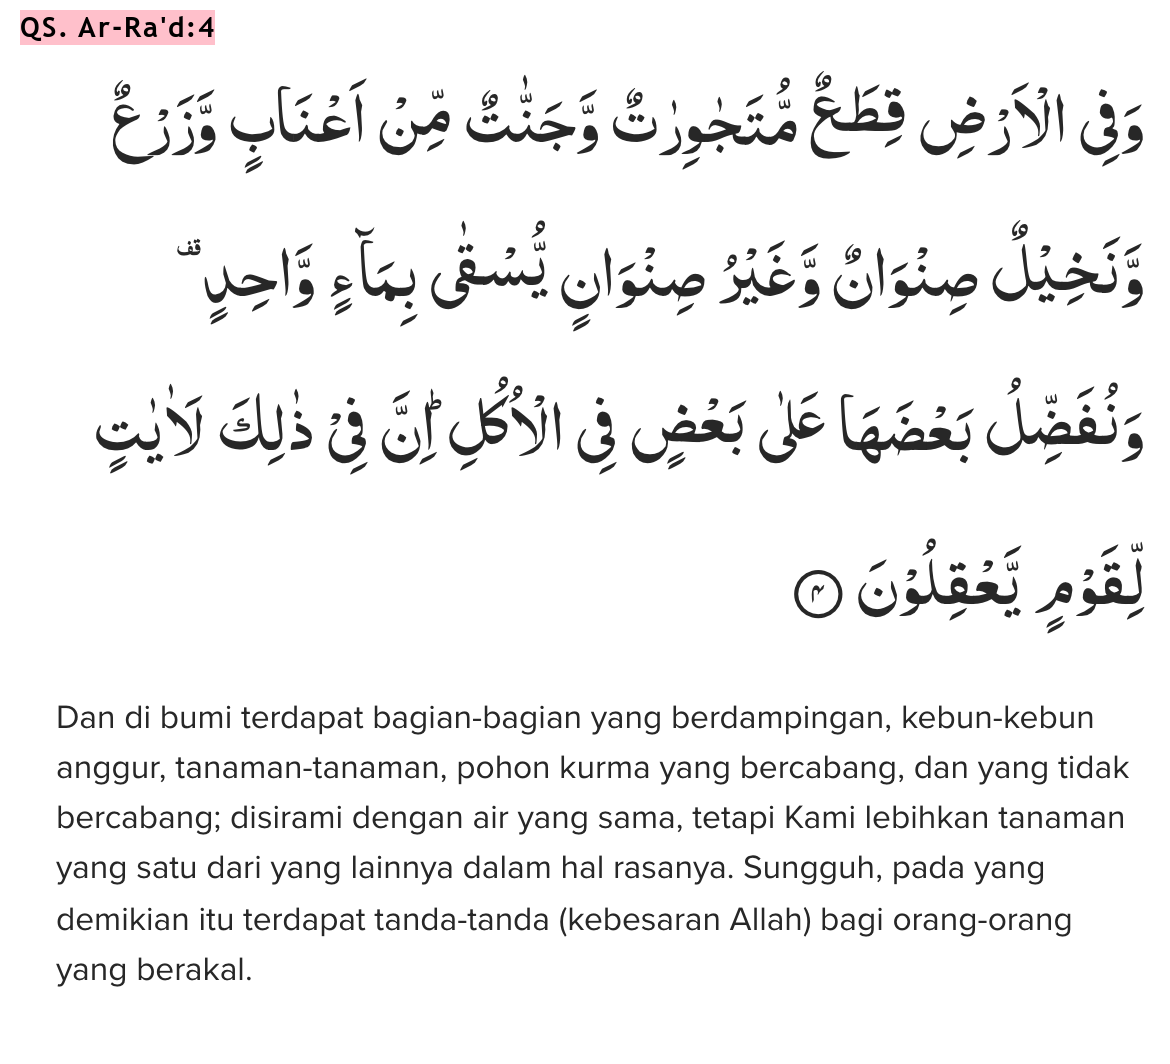 QS. Ar-Ra'd:4
وَفِى الْاَرْضِ قِطَعٌ مُّتَجٰوِرٰتٌ وَّجَنّٰتٌ مِّنْ اَعْنَابٍ وَّزَرْعٌ
وَّنَخِيْلٌ صِنْوَانٌ وَّغَيْرُ صِنْوَانٍ يُّسْقٰى بِمَاۤءٍ وَّاحِدٍۙ قف
وَنُفَضِّلُ بَعْضَهَا عَلٰى بَعْضٍ فِى الْاُكُلِۗ اِنَّ فِيْ ذٰلِكَ لَاٰيٰتٍ
لِّقَوْمٍ يَّعْقِلُوْنَ ٤
Dan di bumi terdapat bagian-bagian yang berdampingan, kebun-kebun
anggur, tanaman-tanaman, pohon kurma yang bercabang, dan yang tidak
bercabang; disirami dengan air yang sama, tetapi Kami lebihkan tanaman
yang satu dari yang lainnya dalam hal rasanya. Sungguh, pada yang
demikian itu terdapat tanda-tanda (kebesaran Allah) bagi orang-orang
yang berakal.